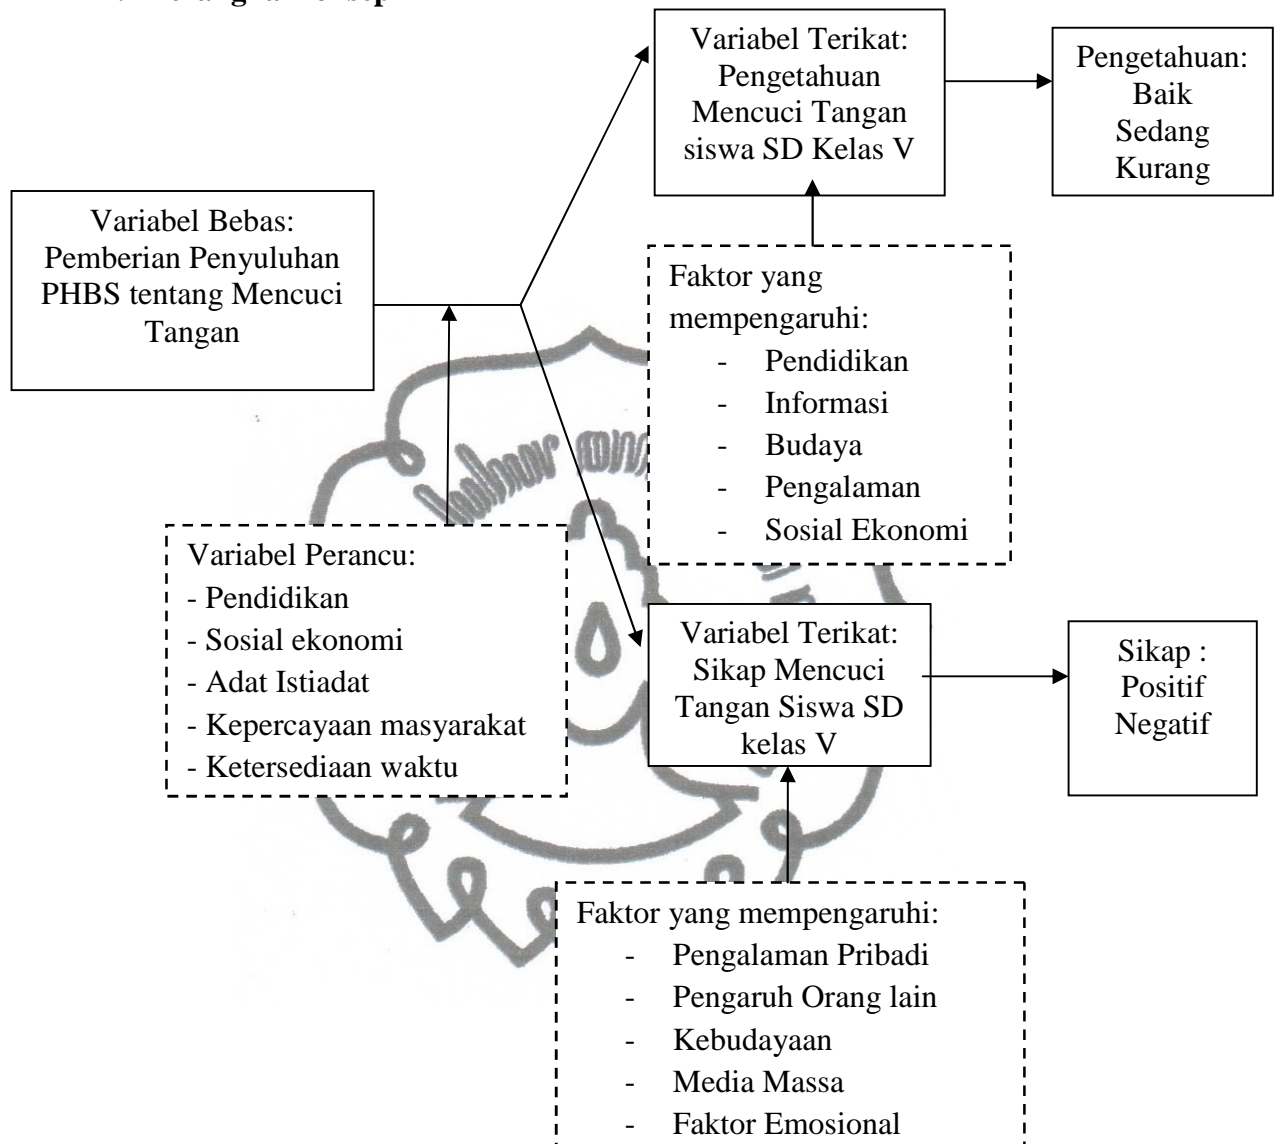 Variabel Terikat:
Pengetahuan
Mencuci Tangan
siswa SD Kelas V
Pengetahuan:
Baik
Sedang
Kurang
Variabel Bebas:
Pemberian Penyuluhan
PHBS tentang Mencuci
Tangan
Faktor yang
mempengaruhi:
- Pendidikan
- Informasi
- Budaya
- Pengalaman
- Sosial Ekonomi
Variabel Perancu:
- Pendidikan
- Sosial ekonomi
- Adat Istiadat
- Kepercayaan masyarakat
- Ketersediaan waktu
Variabel Terikat:
Sikap Mencuci
Tangan Siswa SD
kelas V
Sikap :
Positif
Negatif
Faktor yang mempengaruhi:
- Pengalaman Pribadi
- Pengaruh Orang lain
- Kebudayaan
- Media Massa
- Faktor Emosional